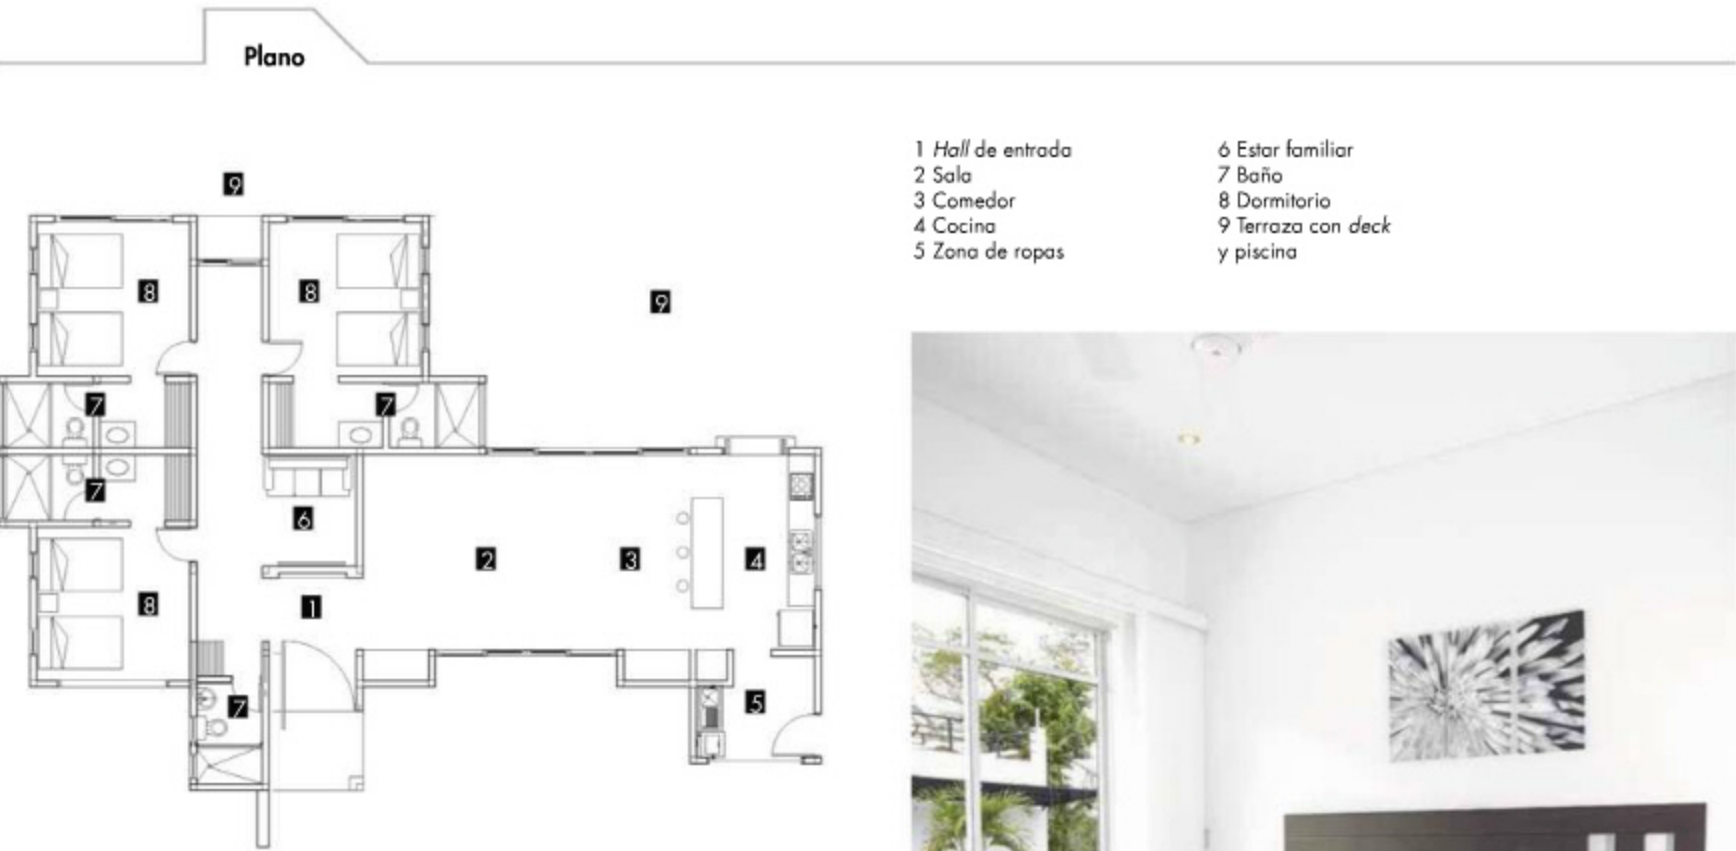 Plano
1 Hall de entrada
2 Sala
3 Comedor
4 Cocina
5 Zona de ropas
6 Estar familiar
7 Baño
8 Dormitorio
9 Terraza con deck
y piscina
9
8
8
9
7
7
7
6
2
3
4
8
1
7
5